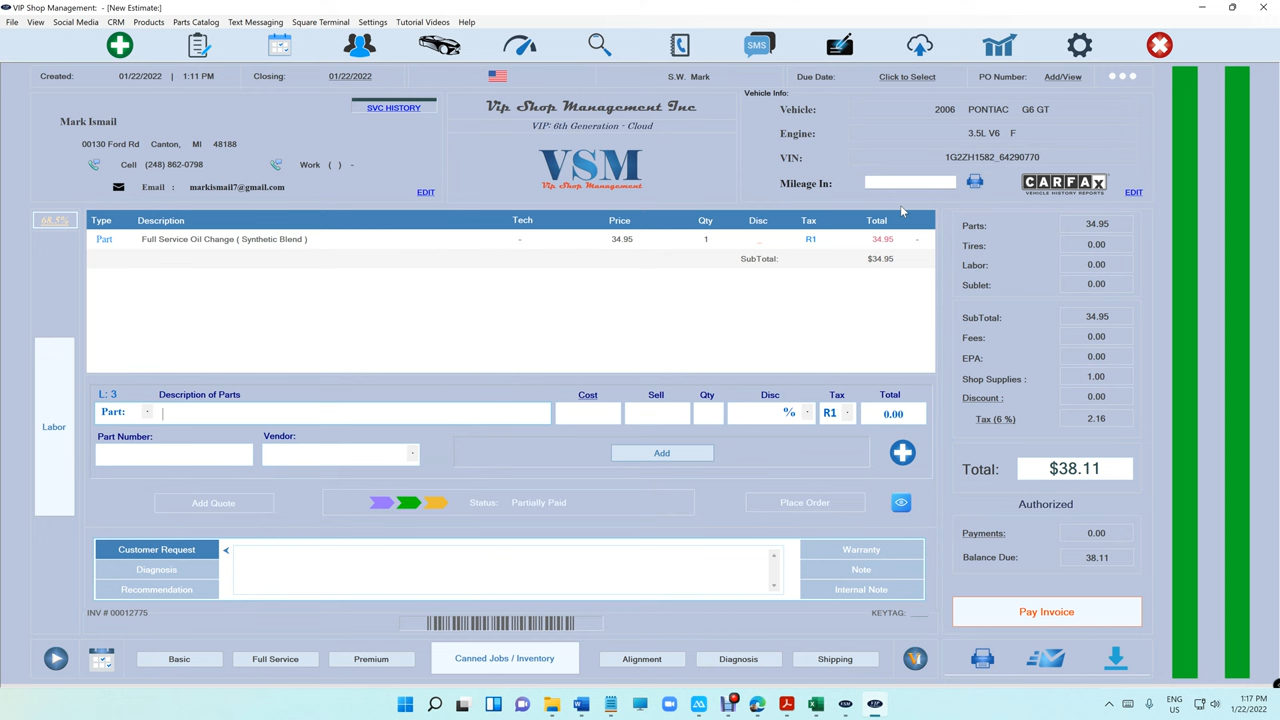 VIP Shop Management: - [New Estimate:]
File View Social Media CRM Products Parts Catalog Text Messaging Square Terminal Settings Tutorial Videos Help
SMS
Created: 01/22/2022 | 1:11 PM Closing: 01/22/2022 S.W. Mark Due Date: Click to Select PO Number: Add/View
SVC HISTORY
Mark Ismail
00130 Ford Rd Canton, MI 48188
Cell (248) 862-0798 Work ( ) -
Email : markismail7@gmail.com
EDIT
Vip Shop Management Inc
VIP: 6th Generation - Cloud
VSM
Vip Shop Management
Vehicle Info:
Vehicle: 2006 PONTIAC G6 GT
Engine: 3.5L V6 F
VIN: 1G2ZH1582_64290770
Mileage In:
CARFAX
VEHICLE HISTORY REPORTS
EDIT
68.5%
Type Description Tech Price Qty Disc Tax Total
Part Full Service Oil Change ( Synthetic Blend ) - 34.95 1 _ R1 34.95 -
SubTotal: $34.95
Labor
L: 3 Description of Parts Cost Sell Qty Disc Tax Total
Part: % R1 0.00
Part Number: Vendor:
Add
Add Quote Status: Partially Paid Place Order
Customer Request
Diagnosis
Recommendation
Warranty
Note
Internal Note
INV # 00012775 KEYTAG: ___
Parts: 34.95
Tires: 0.00
Labor: 0.00
Sublet: 0.00
SubTotal: 34.95
Fees: 0.00
EPA: 0.00
Shop Supplies : 1.00
Discount : 0.00
Tax (6 %) 2.16
Total: $38.11
Authorized
Payments: 0.00
Balance Due: 38.11
Pay Invoice
Basic Full Service Premium Canned Jobs / Inventory Alignment Diagnosis Shipping
ENG
US
1:17 PM
1/22/2022